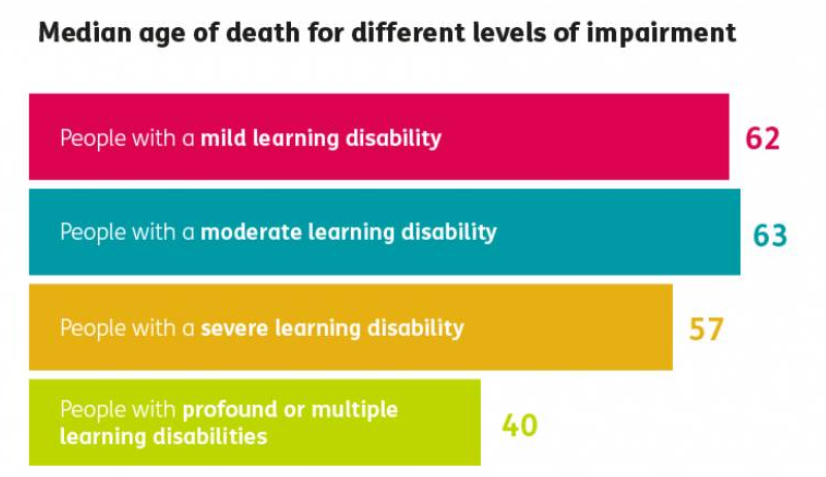 Median age of death for different levels of impairment
People with a mild learning disability
62
People with a moderate learning disability
63
People with a severe learning disability
57
People with profound or multiple
learning disabilities
40